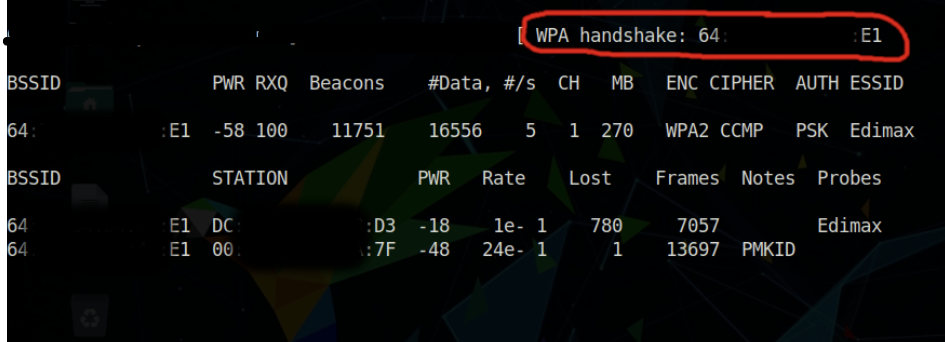 [ WPA handshake: 64: :E1
BSSID PWR RXQ Beacons #Data, #/s CH MB ENC CIPHER AUTH ESSID
64: :E1 -58 100 11751 16556 5 1 270 WPA2 CCMP PSK Edimax
BSSID STATION PWR Rate Lost Frames Notes Probes
64: :E1 DC: :D3 -18 1e- 1 780 7057 Edimax
64: :E1 00: :7F -48 24e- 1 1 13697 PMKID